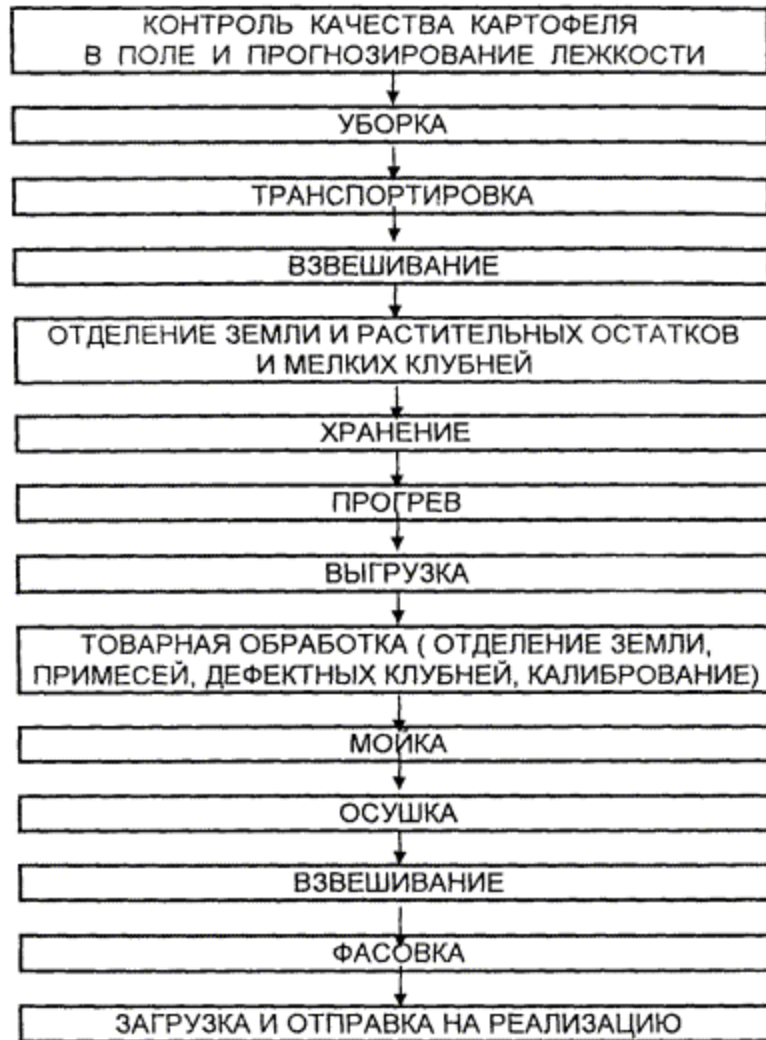 КОНТРОЛЬ КАЧЕСТВА КАРТОФЕЛЯ
В ПОЛЕ И ПРОГНОЗИРОВАНИЕ ЛЕЖКОСТИ
УБОРКА
ТРАНСПОРТИРОВКА
ВЗВЕШИВАНИЕ
ОТДЕЛЕНИЕ ЗЕМЛИ И РАСТИТЕЛЬНЫХ ОСТАТКОВ
И МЕЛКИХ КЛУБНЕЙ
ХРАНЕНИЕ
ПРОГРЕВ
ВЫГРУЗКА
ТОВАРНАЯ ОБРАБОТКА ( ОТДЕЛЕНИЕ ЗЕМЛИ,
ПРИМЕСЕЙ, ДЕФЕКТНЫХ КЛУБНЕЙ, КАЛИБРОВАНИЕ)
МОЙКА
ОСУШКА
ВЗВЕШИВАНИЕ
ФАСОВКА
ЗАГРУЗКА И ОТПРАВКА НА РЕАЛИЗАЦИЮ